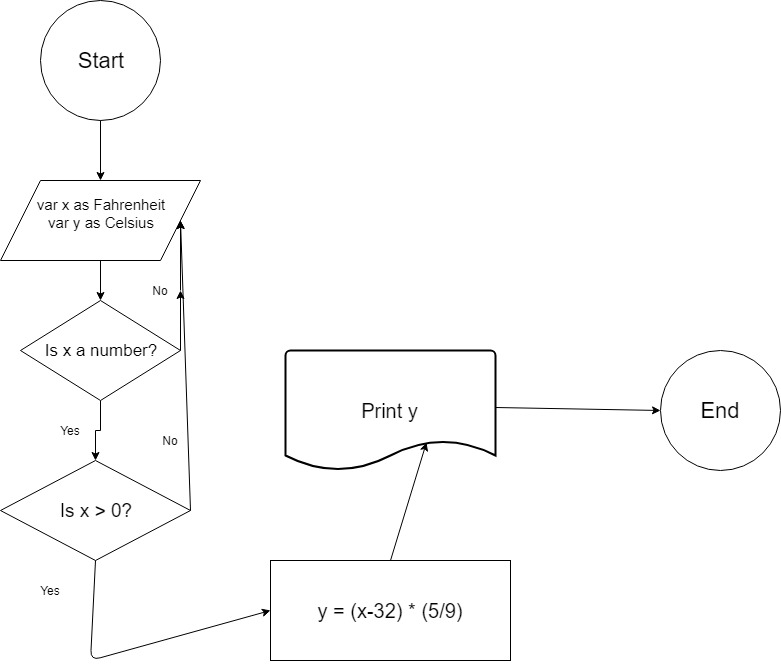 Start
var x as Fahrenheit
var y as Celsius
No
Is x a number?
Yes
No
Is x > 0?
Yes
y = (x-32) * (5/9)
Print y
End